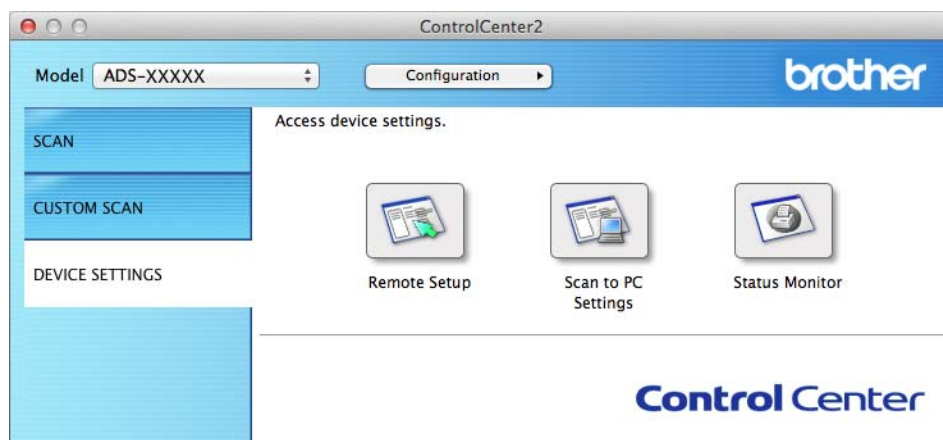 ControlCenter2
Model ADS-XXXXX Configuration brother
SCAN
CUSTOM SCAN
DEVICE SETTINGS
Access device settings.
Remote Setup
Scan to PC
Settings
Status Monitor
Control Center